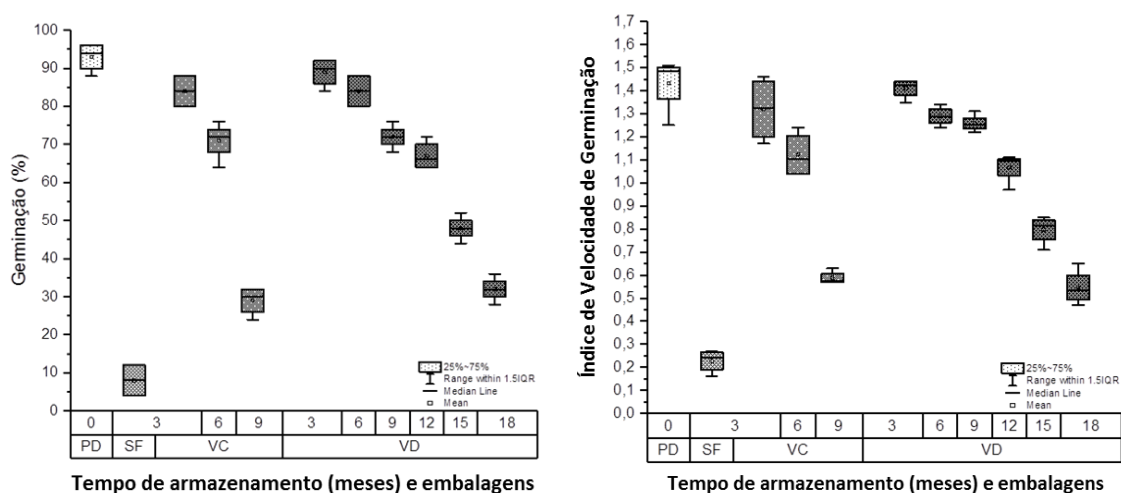 Germinação (%)
100
90
80
70
60
50
40
30
20
10
0
25%~75%
Range within 1.5IQR
Median Line
Mean
0 3 6 9 3 6 9 12 15 18
PD SF VC VD
Tempo de armazenamento (meses) e embalagens
Índice de Velocidade de Germinação
1,7
1,6
1,5
1,4
1,3
1,2
1,1
1,0
0,9
0,8
0,7
0,6
0,5
0,4
0,3
0,2
0,1
0,0
25%~75%
Range within 1.5IQR
Median Line
Mean
0 3 6 9 3 6 9 12 15 18
PD SF VC VD
Tempo de armazenamento (meses) e embalagens